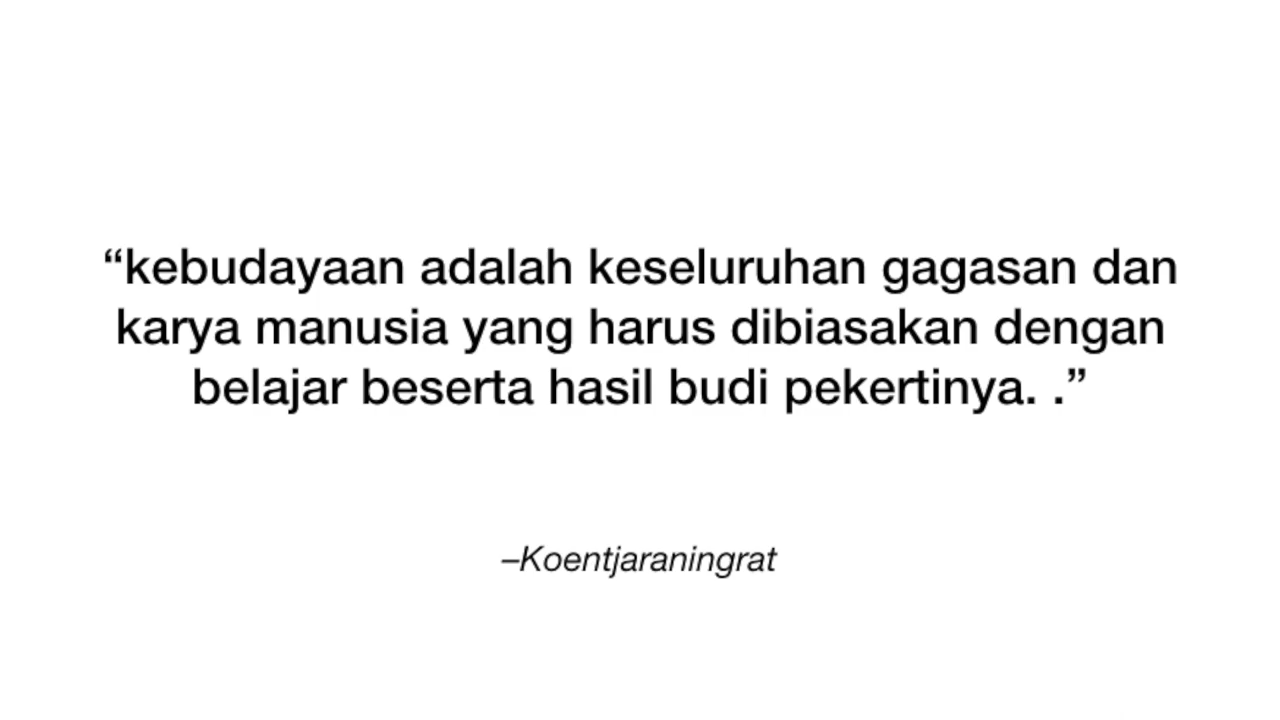 “kebudayaan adalah keseluruhan gagasan dan
karya manusia yang harus dibiasakan dengan
belajar beserta hasil budi pekertinya. .”
–Koentjaraningrat